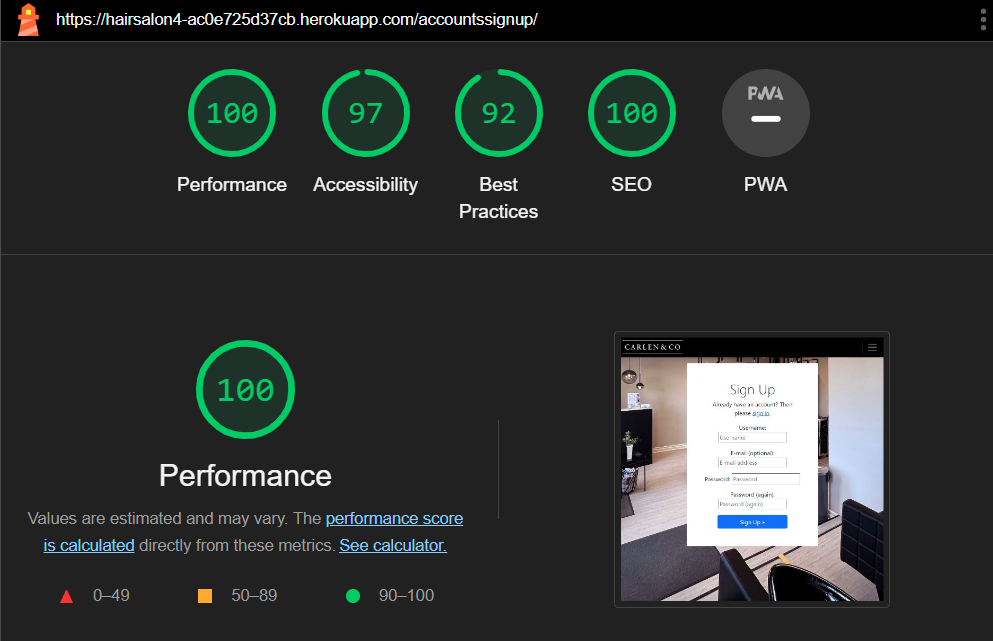 https://hairsalon4-ac0e725d37cb.herokuapp.com/accountssignup/
100
97
92
100
PWA
Performance
Accessibility
Best
Practices
SEO
PWA
100
Performance
Values are estimated and may vary. The performance score
is calculated directly from these metrics. See calculator.
0–49
50–89
90–100
CARLEN & CO
Sign Up
Already have an account? Then
please sign in.
Username:
Username
E-mail (optional):
E-mail address
Password: Password
Password (again):
Password (again)
Sign Up »